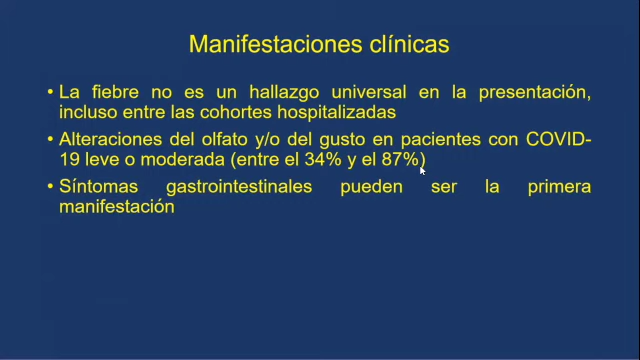 Manifestaciones clínicas
• La fiebre no es un hallazgo universal en la presentación,
incluso entre las cohortes hospitalizadas
• Alteraciones del olfato y/o del gusto en pacientes con COVID-
19 leve o moderada (entre el 34% y el 87%)
• Síntomas gastrointestinales pueden ser la primera
manifestación